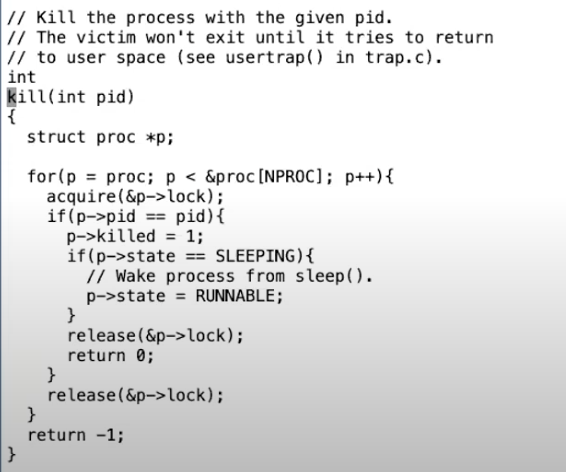 // Kill the process with the given pid.
// The victim won't exit until it tries to return
// to user space (see usertrap() in trap.c).
int
kill(int pid)
{
  struct proc *p;

  for(p = proc; p < &proc[NPROC]; p++){
    acquire(&p->lock);
    if(p->pid == pid){
      p->killed = 1;
      if(p->state == SLEEPING){
        // Wake process from sleep().
        p->state = RUNNABLE;
      }
      release(&p->lock);
      return 0;
    }
    release(&p->lock);
  }
  return -1;
}